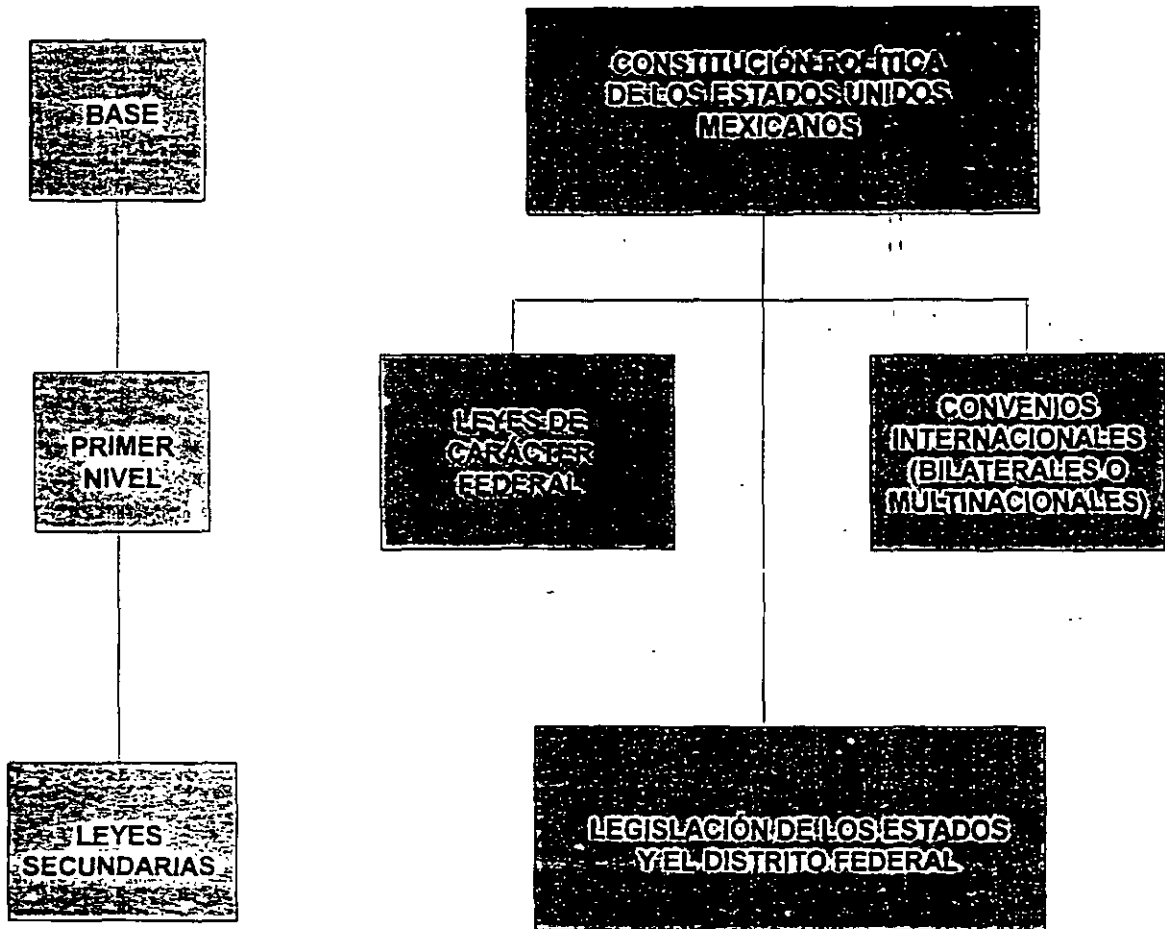 BASE
CONSTITUCIÓN POLÍTICA
DE LOS ESTADOS UNIDOS
MEXICANOS
PRIMER
NIVEL
LEYES DE
CARÁCTER
FEDERAL
CONVENIOS
INTERNACIONALES
(BILATERALES O
MULTINACIONALES)
LEYES
SECUNDARIAS
LEGISLACIÓN DE LOS ESTADOS
Y EL DISTRITO FEDERAL